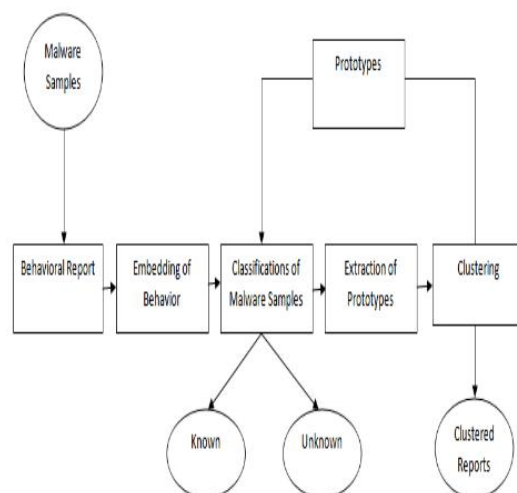 Malware
Samples
Prototypes
Behavioral Report
Embedding of
Behavior
Classifications of
Malware Samples
Extraction of
Prototypes
Clustering
Known
Unknown
Clustered
Reports